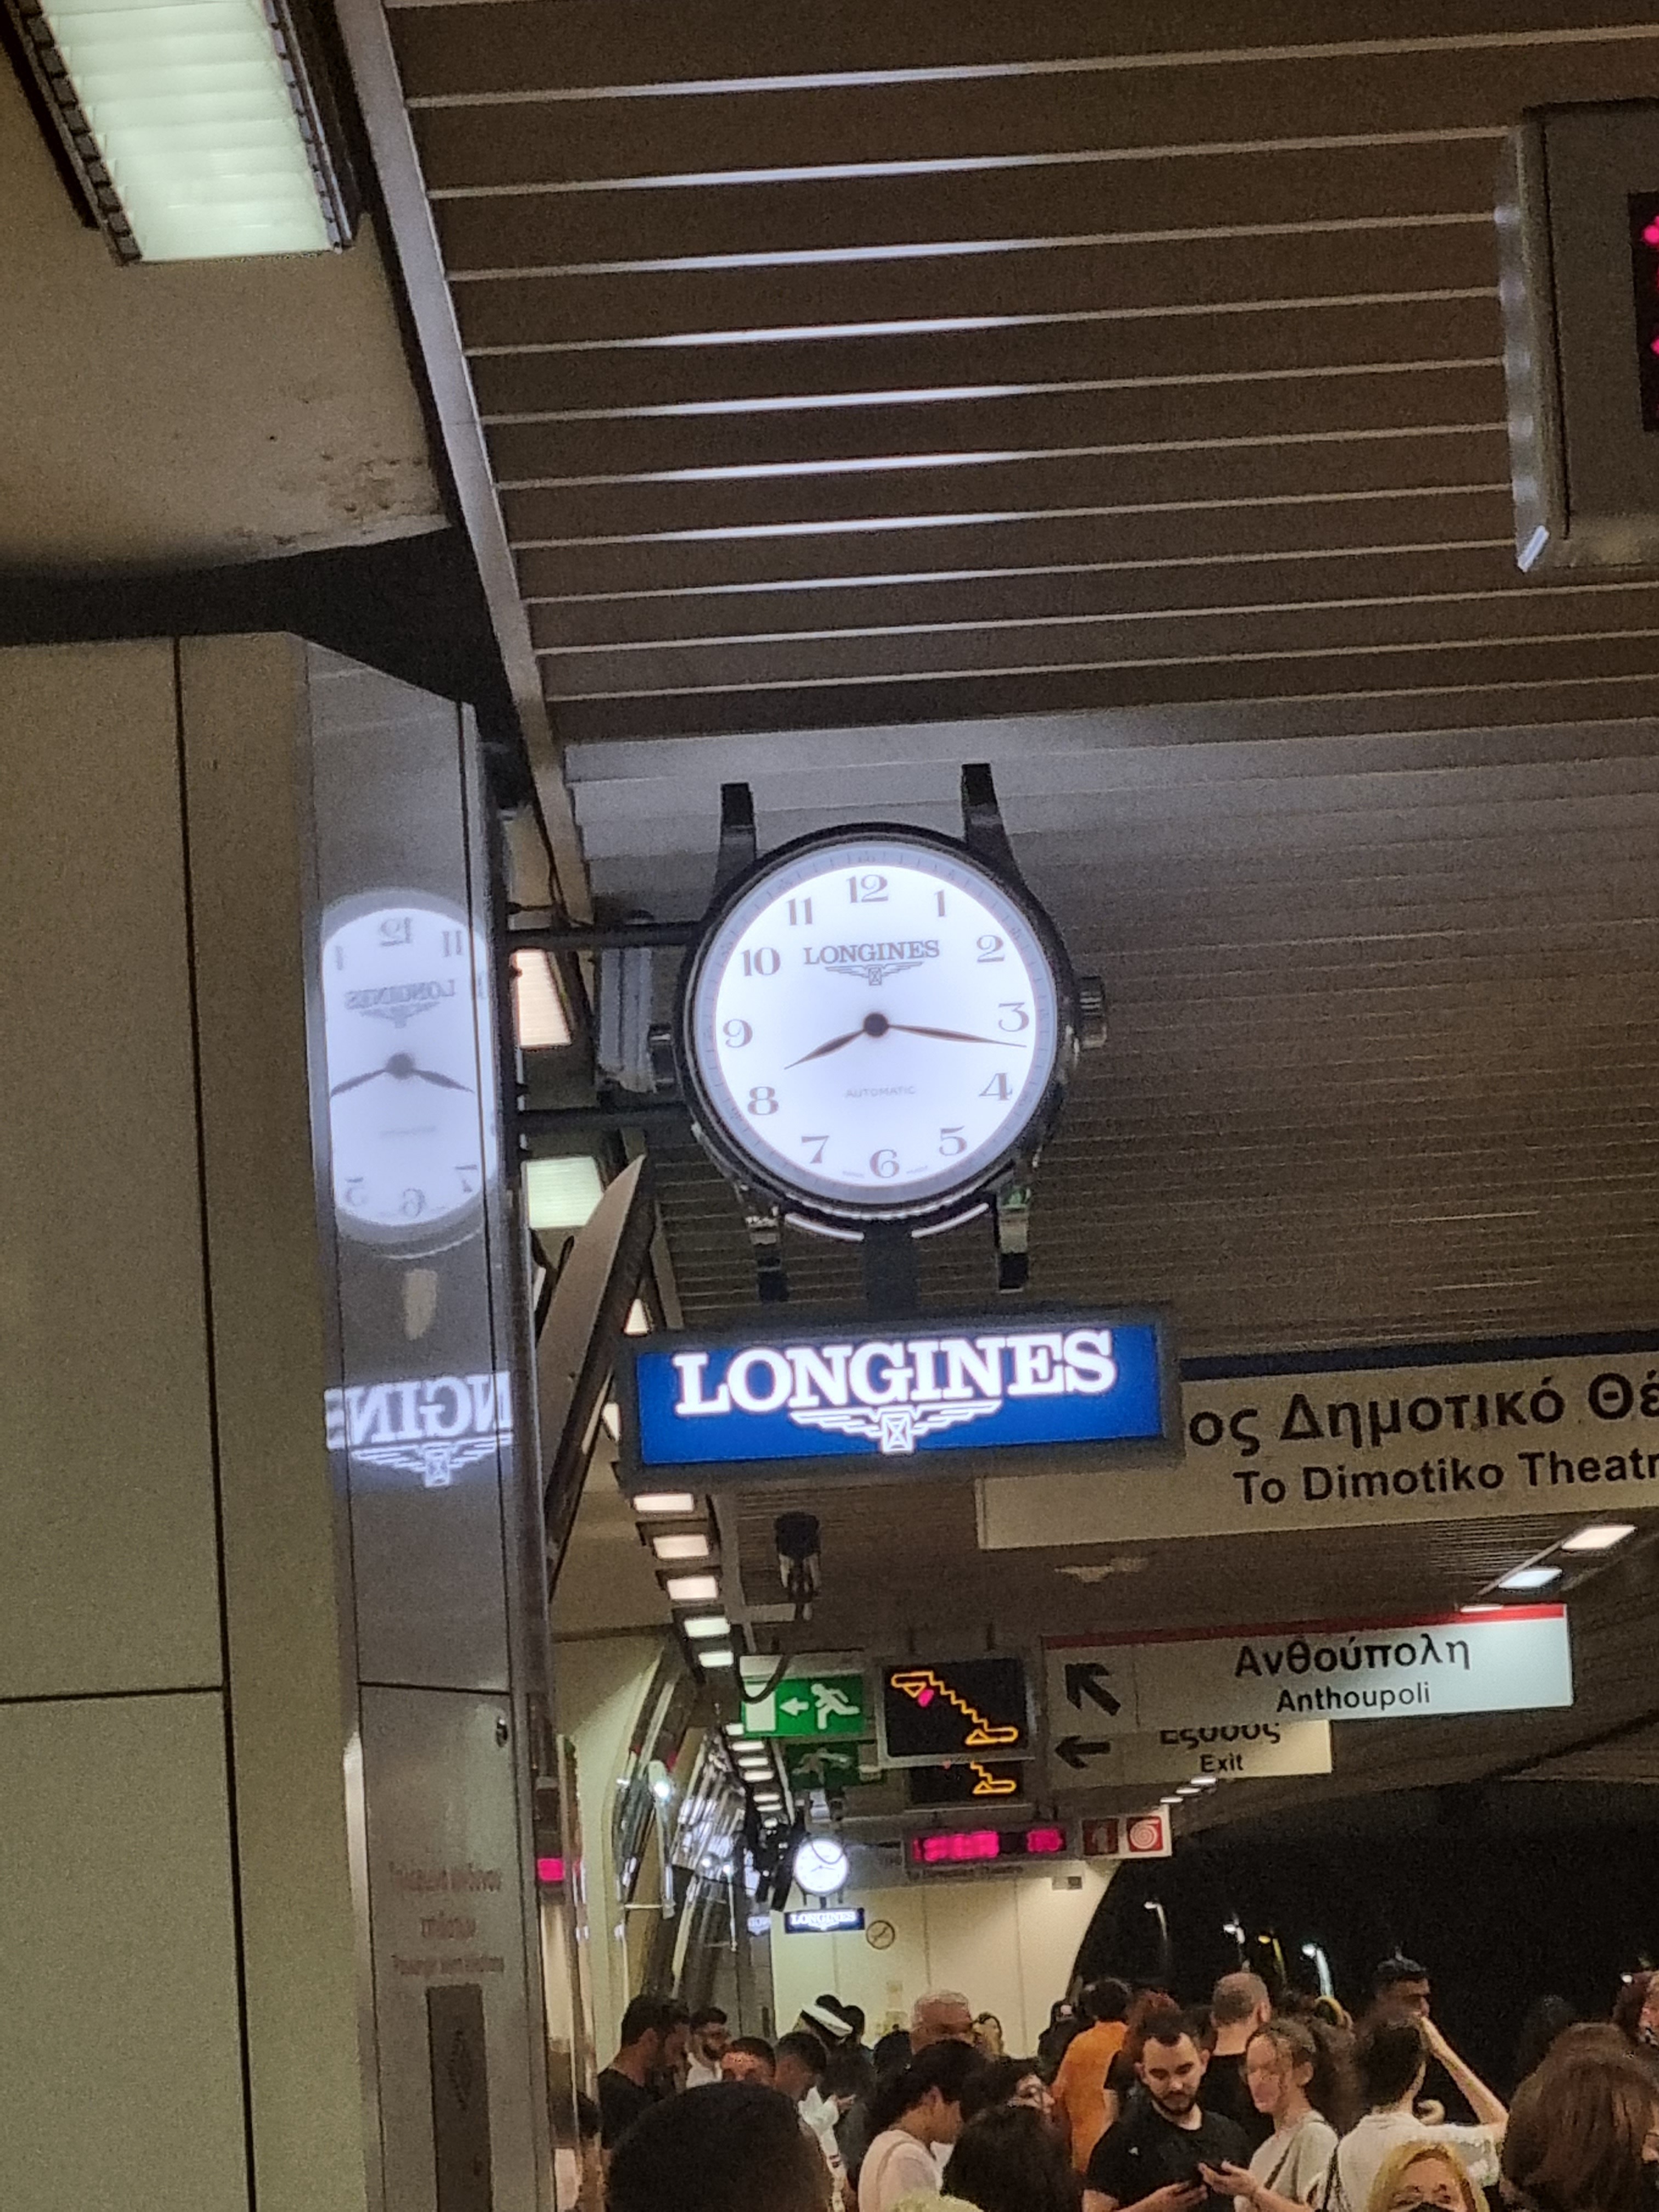 12
11
1
10
LONGINES
2
9
3
AUTOMATIC
8
4
7
5
6
LONGINES
ος Δημοτικό Θέ
To Dimotiko Theatr
Ανθούπολη
Anthoupoli
Έξοδος
Exit
LONGINES